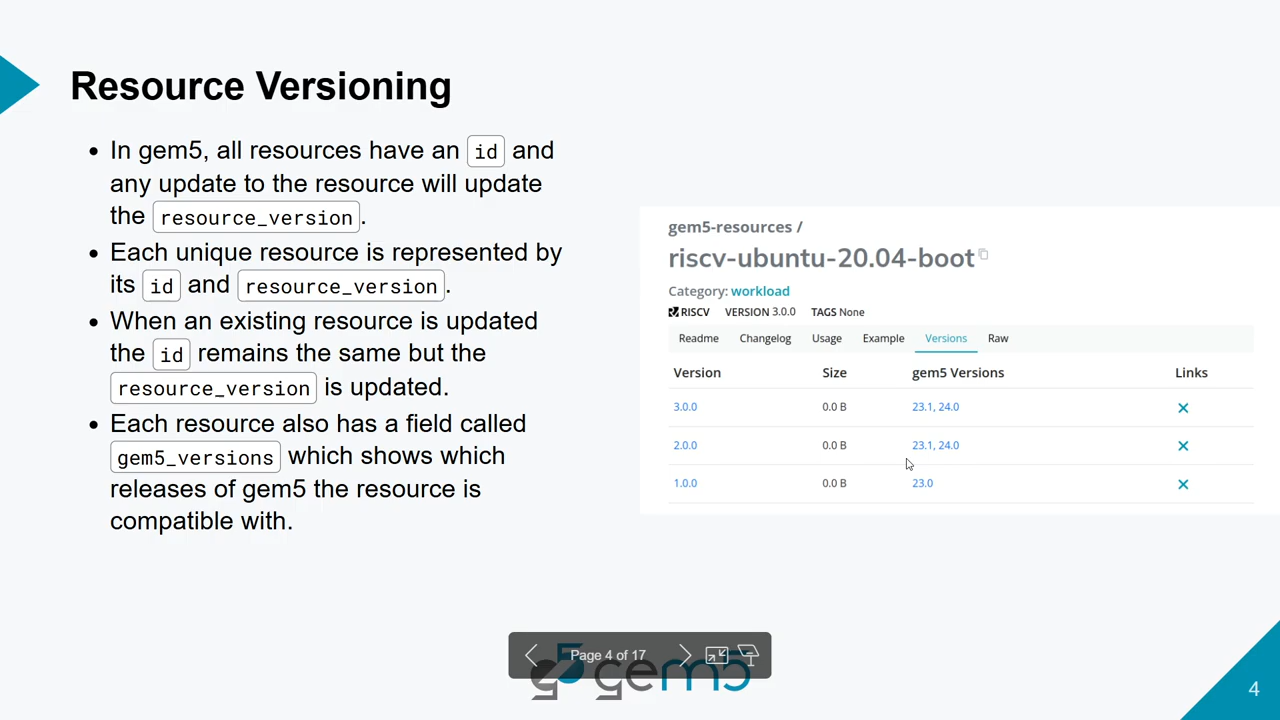 Resource Versioning
• In gem5, all resources have an id and
any update to the resource will update
the resource_version.
• Each unique resource is represented by
its id and resource_version.
• When an existing resource is updated
the id remains the same but the
resource_version is updated.
• Each resource also has a field called
gem5_versions which shows which
releases of gem5 the resource is
compatible with.
gem5-resources /
riscv-ubuntu-20.04-boot
Category: workload
RISCV VERSION 3.0.0 TAGS None
Readme Changelog Usage Example Versions Raw
Version Size gem5 Versions Links
3.0.0 0.0 B 23.1, 24.0
2.0.0 0.0 B 23.1, 24.0
1.0.0 0.0 B 23.0
Page 4 of 17
gem5
4